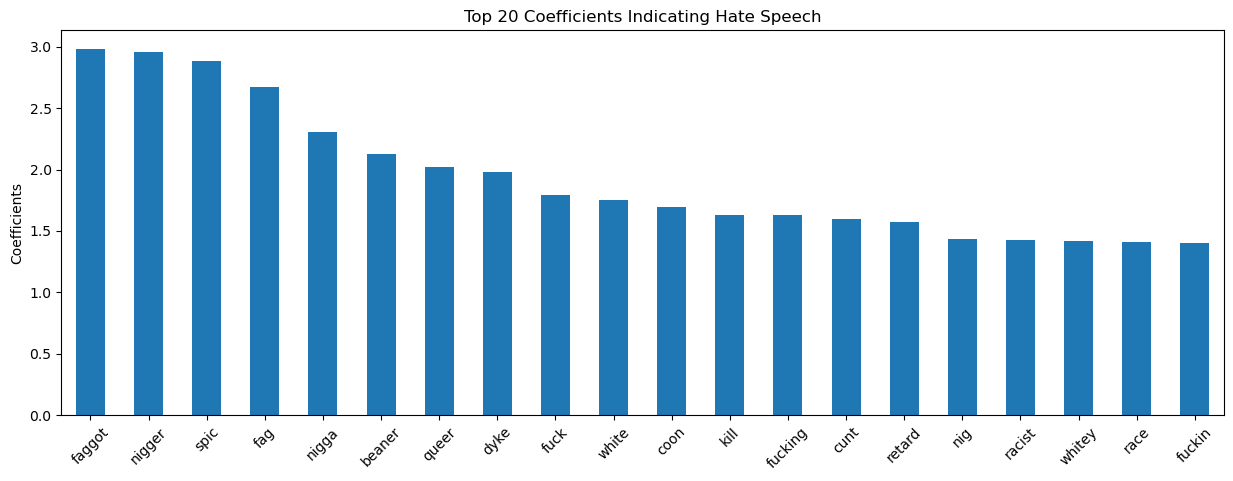 Top 20 Coefficients Indicating Hate Speech
Coefficients
3.0
2.5
2.0
1.5
1.0
0.5
0.0
faggot
nigger
spic
fag
nigga
beaner
queer
dyke
fuck
white
coon
kill
fucking
cunt
retard
nig
racist
whitey
race
fuckin